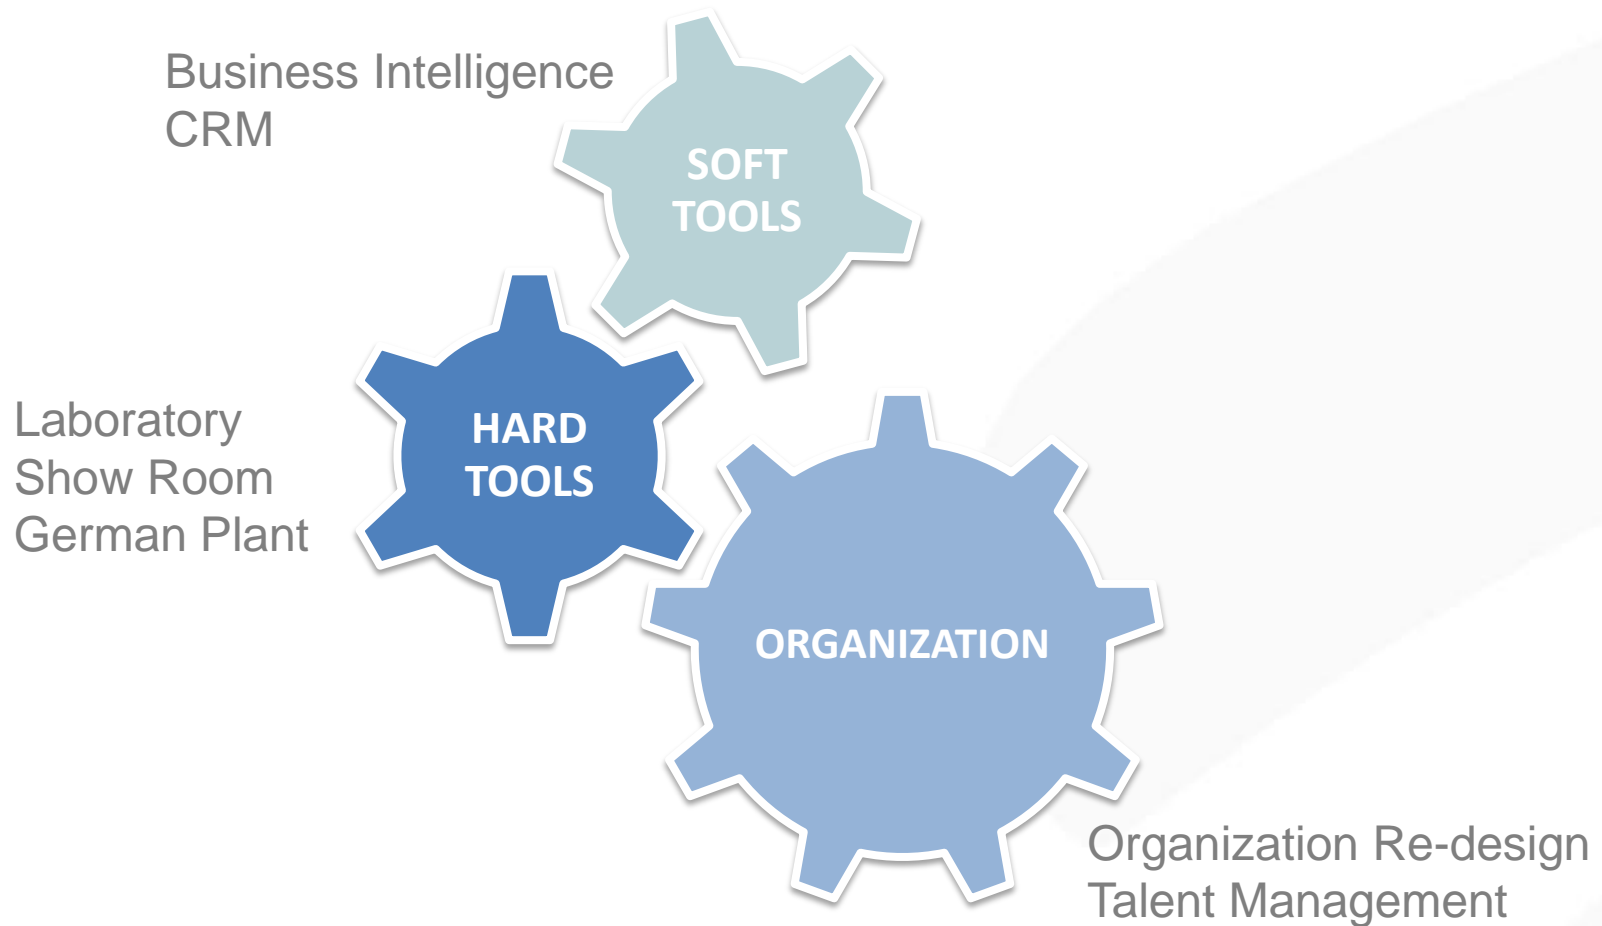 Business Intelligence
CRM
SOFT
TOOLS
HARD
TOOLS
Laboratory
Show Room
German Plant
ORGANIZATION
Organization Re-design
Talent Management